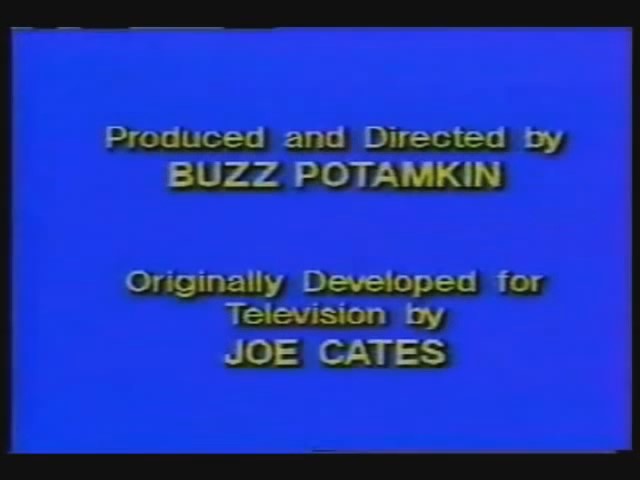 Produced and Directed by
BUZZ POTAMKIN
Originally Developed for
Television by
JOE CATES